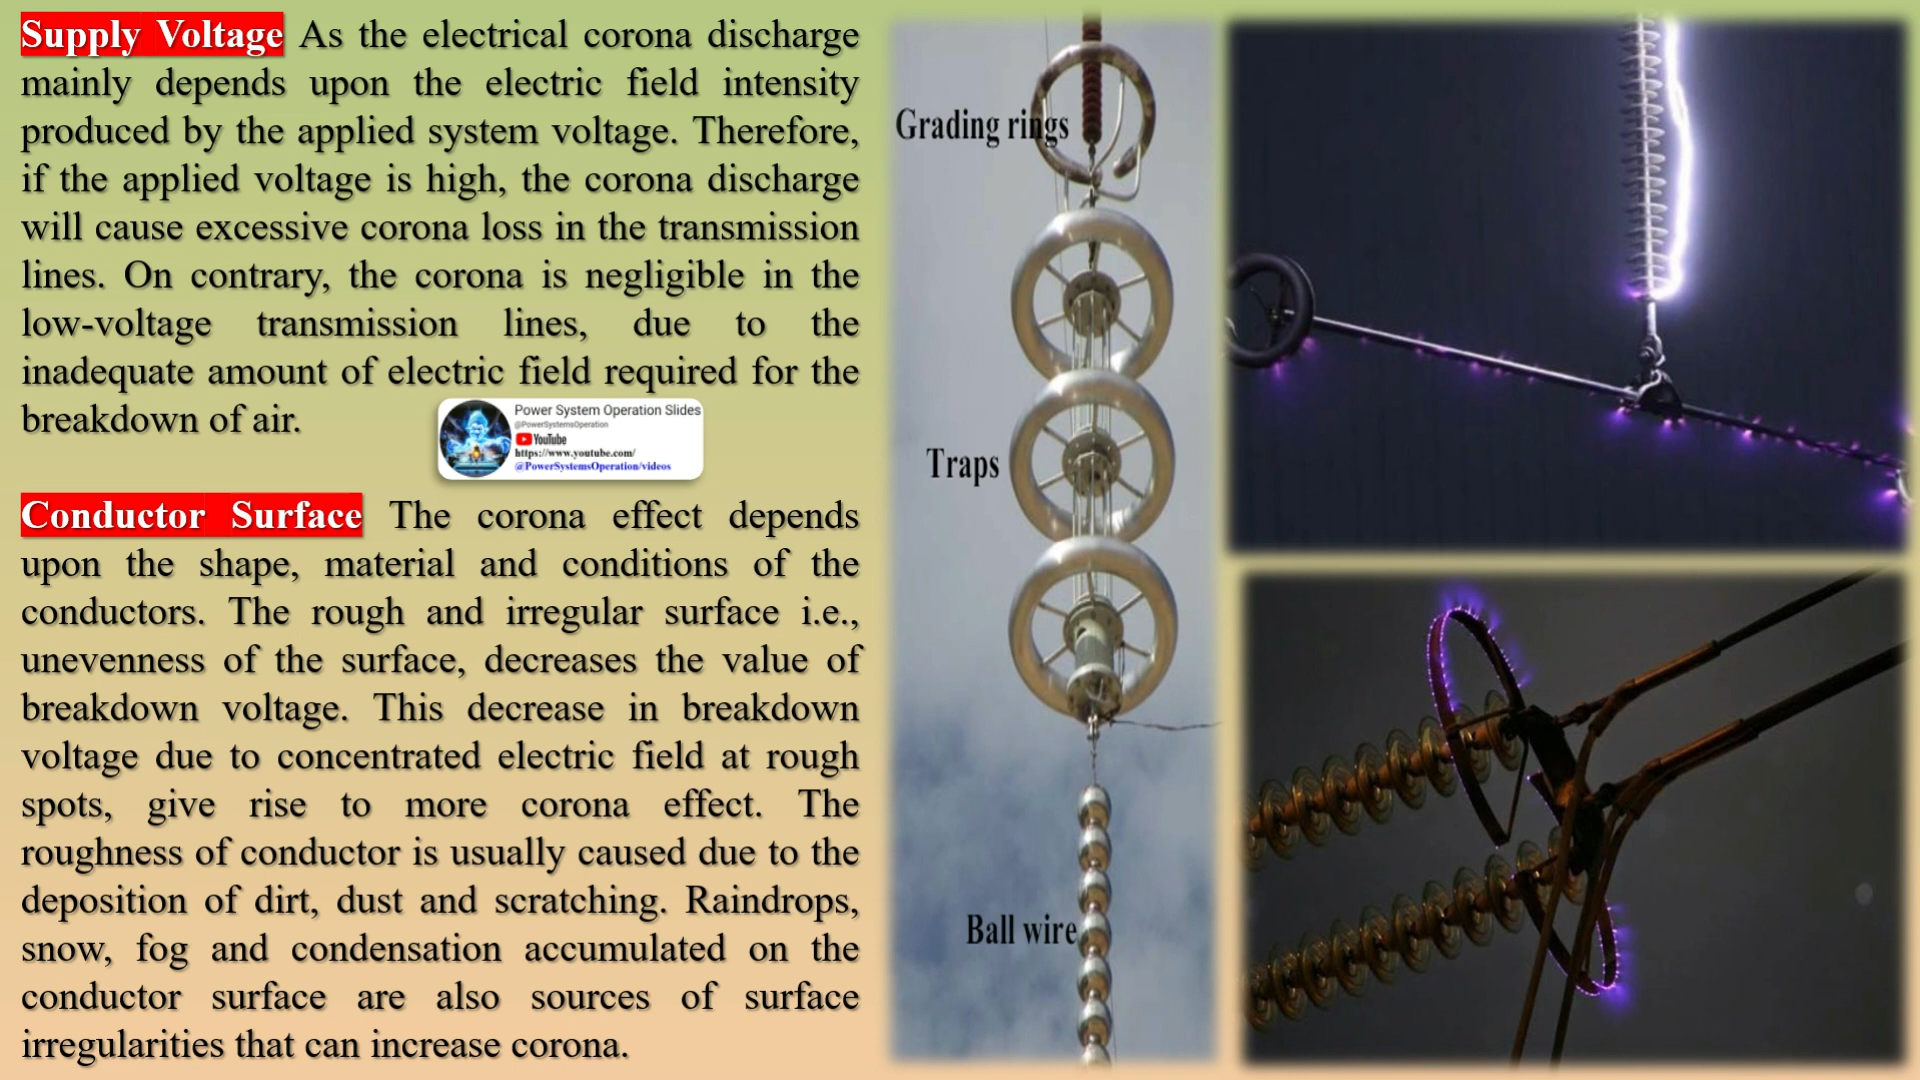 Supply Voltage As the electrical corona discharge
mainly depends upon the electric field intensity
produced by the applied system voltage. Therefore,
if the applied voltage is high, the corona discharge
will cause excessive corona loss in the transmission
lines. On contrary, the corona is negligible in the
low-voltage transmission lines, due to the
inadequate amount of electric field required for the
breakdown of air.
Power System Operation Slides
@PowerSystemsOperation
YouTube
https://www.youtube.com/
@PowerSystemsOperation/videos
Conductor Surface The corona effect depends
upon the shape, material and conditions of the
conductors. The rough and irregular surface i.e.,
unevenness of the surface, decreases the value of
breakdown voltage. This decrease in breakdown
voltage due to concentrated electric field at rough
spots, give rise to more corona effect. The
roughness of conductor is usually caused due to the
deposition of dirt, dust and scratching. Raindrops,
snow, fog and condensation accumulated on the
conductor surface are also sources of surface
irregularities that can increase corona.
Grading rings
Traps
Ball wire